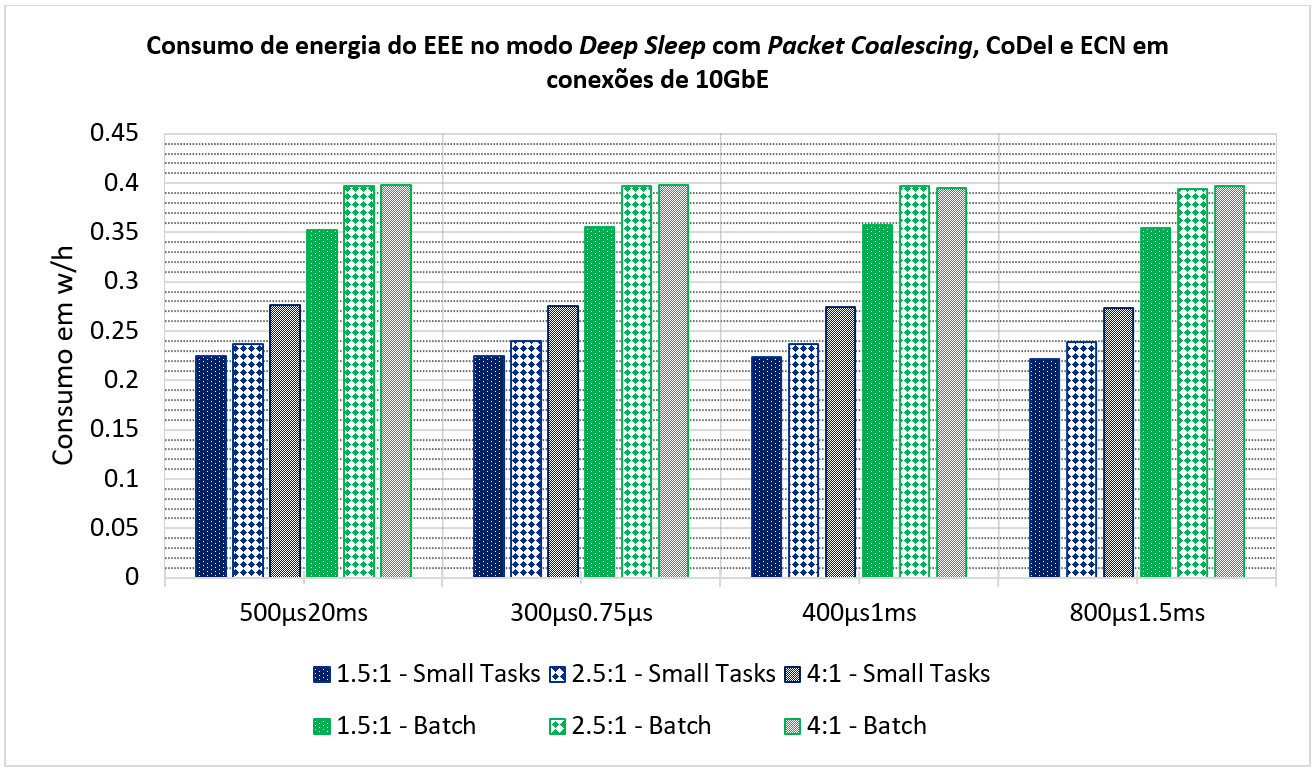 Consumo de energia do EEE no modo Deep Sleep com Packet Coalescing, CoDel e ECN em
conexões de 10GbE
Consumo em w/h
0.45
0.4
0.35
0.3
0.25
0.2
0.15
0.1
0.05
0
500µs20ms 300µs0.75µs 400µs1ms 800µs1.5ms
1.5:1 - Small Tasks 2.5:1 - Small Tasks 4:1 - Small Tasks
1.5:1 - Batch 2.5:1 - Batch 4:1 - Batch